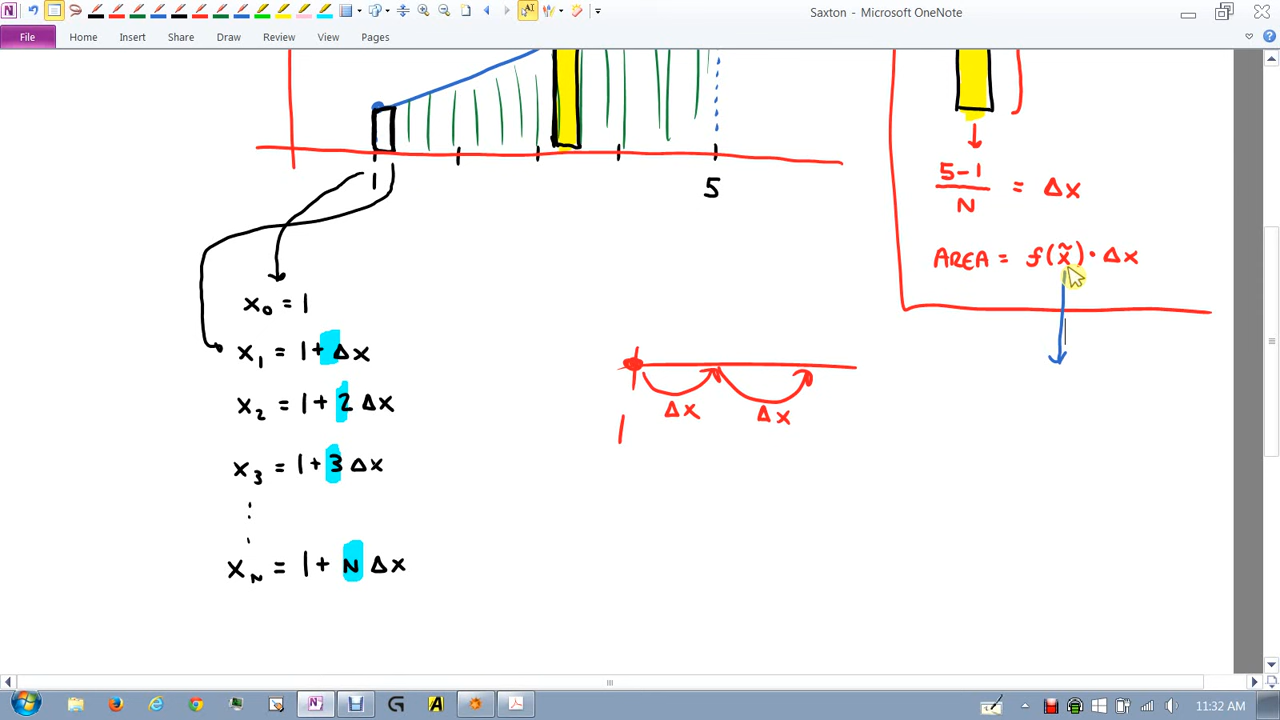 Saxton - Microsoft OneNote
File Home Insert Share Draw Review View Pages
1
5
5-1
N
= Δx
AREA = f(x̃)·Δx
x₀ = 1
x₁ = 1+ Δx
x₂ = 1+ 2 Δx
x₃ = 1+ 3 Δx
⋮
x_N = 1+ N Δx
Δx Δx
1
11:32 AM